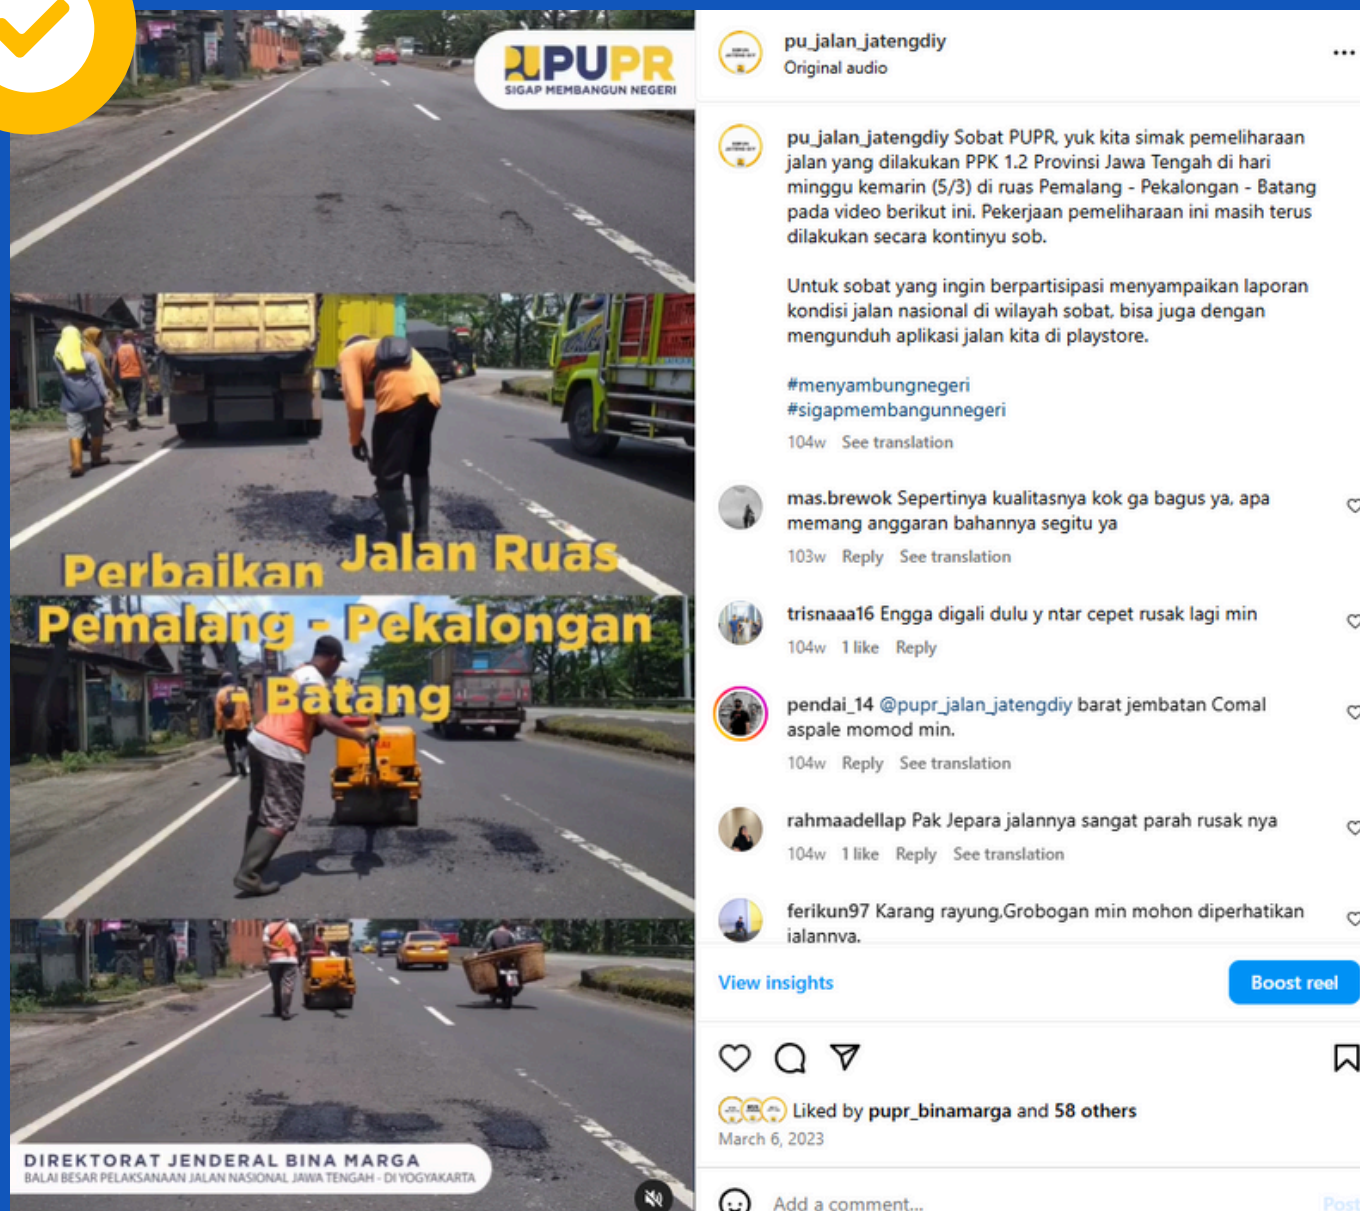 PUPR
SIGAP MEMBANGUN NEGERI
Perbaikan Jalan Ruas
Pemalang - Pekalongan
- Batang
DIREKTORAT JENDERAL BINA MARGA
BALAI BESAR PELAKSANAAN JALAN NASIONAL JAWA TENGAH - DI YOGYAKARTA
pu_jalan_jatengdiy
Original audio
pu_jalan_jatengdiy Sobat PUPR, yuk kita simak pemeliharaan
jalan yang dilakukan PPK 1.2 Provinsi Jawa Tengah di hari
minggu kemarin (5/3) di ruas Pemalang - Pekalongan - Batang
pada video berikut ini. Pekerjaan pemeliharaan ini masih terus
dilakukan secara kontinyu sob.
Untuk sobat yang ingin berpartisipasi menyampaikan laporan
kondisi jalan nasional di wilayah sobat, bisa juga dengan
mengunduh aplikasi jalan kita di playstore.
#menyambungnegeri
#sigapmembangunnegeri
104w See translation
mas.brewok Sepertinya kualitasnya kok ga bagus ya, apa
memang anggaran bahannya segitu ya
103w Reply See translation
trisnaaa16 Engga digali dulu y ntar cepet rusak lagi min
104w 1 like Reply
pendai_14 @pupr_jalan_jatengdiy barat jembatan Comal
aspale momod min.
104w Reply See translation
rahmaadellap Pak Jepara jalannya sangat parah rusak nya
104w 1 like Reply See translation
ferikun97 Karang rayung,Grobogan min mohon diperhatikan
jalannya.
View insights
Boost reel
Liked by pupr_binamarga and 58 others
March 6, 2023
Add a comment...
Post